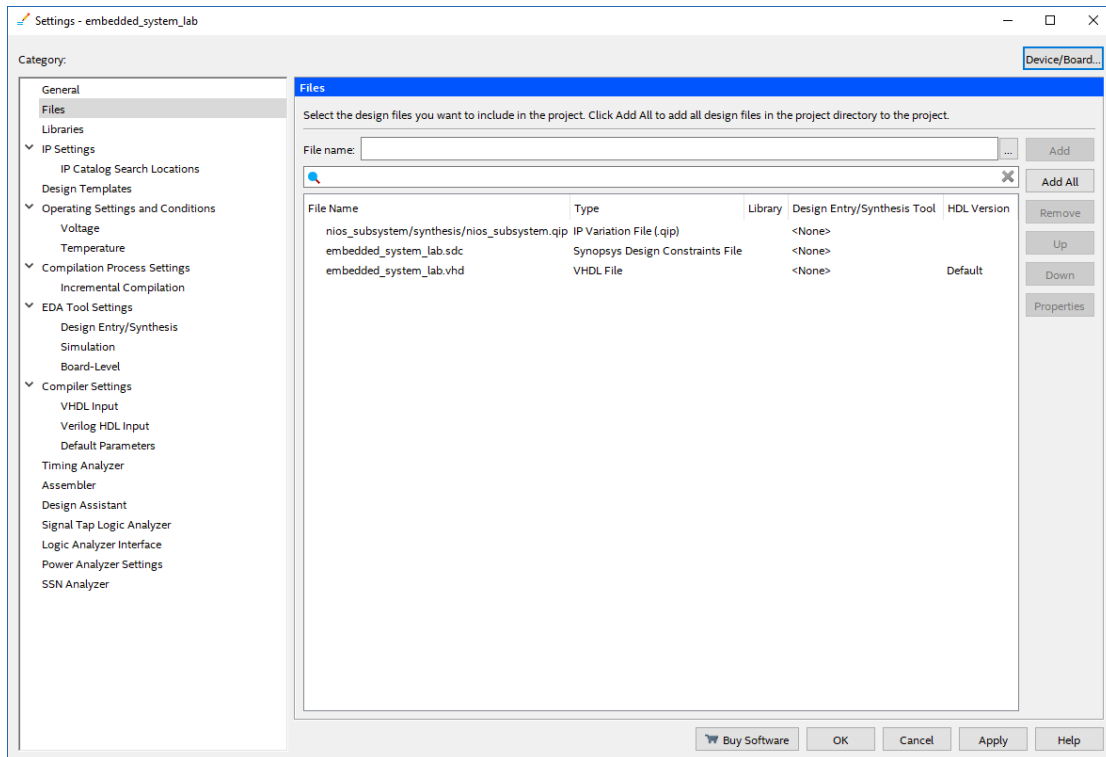 Settings - embedded_system_lab
Category:
Device/Board...
General
Files
Libraries
IP Settings
IP Catalog Search Locations
Design Templates
Operating Settings and Conditions
Voltage
Temperature
Compilation Process Settings
Incremental Compilation
EDA Tool Settings
Design Entry/Synthesis
Simulation
Board-Level
Compiler Settings
VHDL Input
Verilog HDL Input
Default Parameters
Timing Analyzer
Assembler
Design Assistant
Signal Tap Logic Analyzer
Logic Analyzer Interface
Power Analyzer Settings
SSN Analyzer
Files
Select the design files you want to include in the project. Click Add All to add all design files in the project directory to the project.
File name: ... Add
Add All
File Name Type Library Design Entry/Synthesis Tool HDL Version
nios_subsystem/synthesis/nios_subsystem.qip IP Variation File (.qip) <None>
embedded_system_lab.sdc Synopsys Design Constraints File <None>
embedded_system_lab.vhd VHDL File <None> Default
Remove
Up
Down
Properties
Buy Software OK Cancel Apply Help